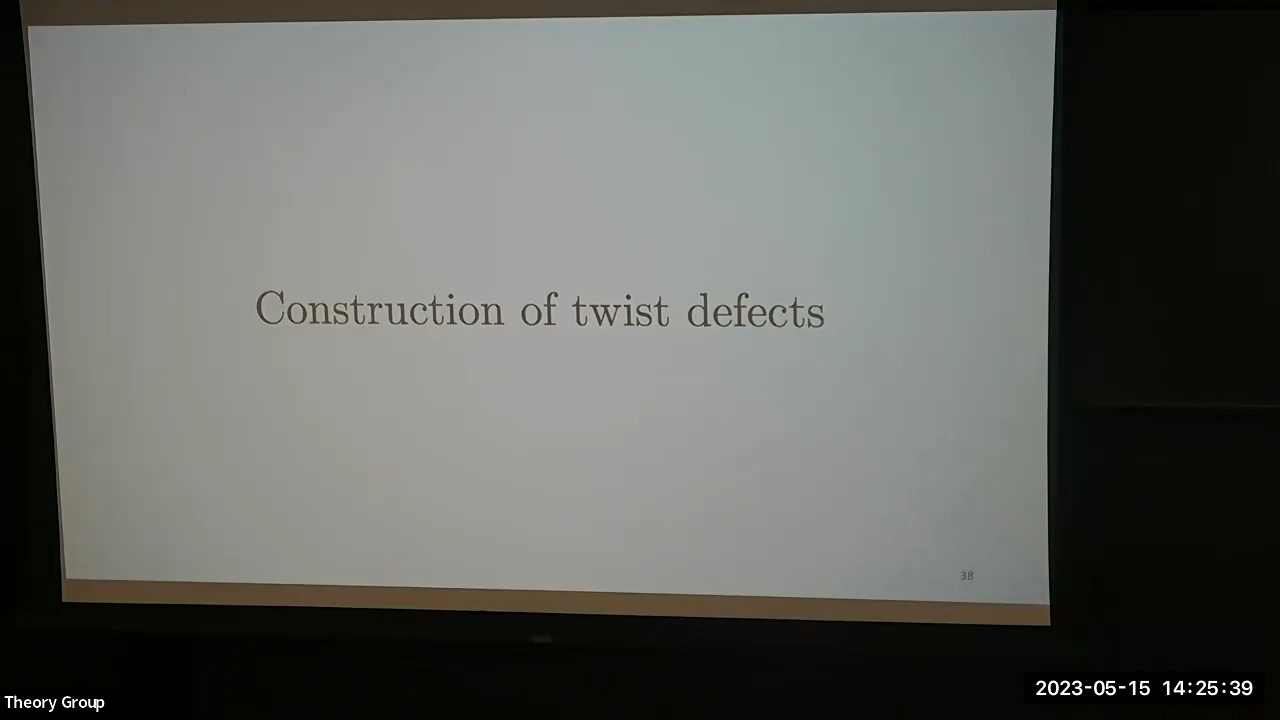 Construction of twist defects
38
Theory Group
2023-05-15 14:25:39